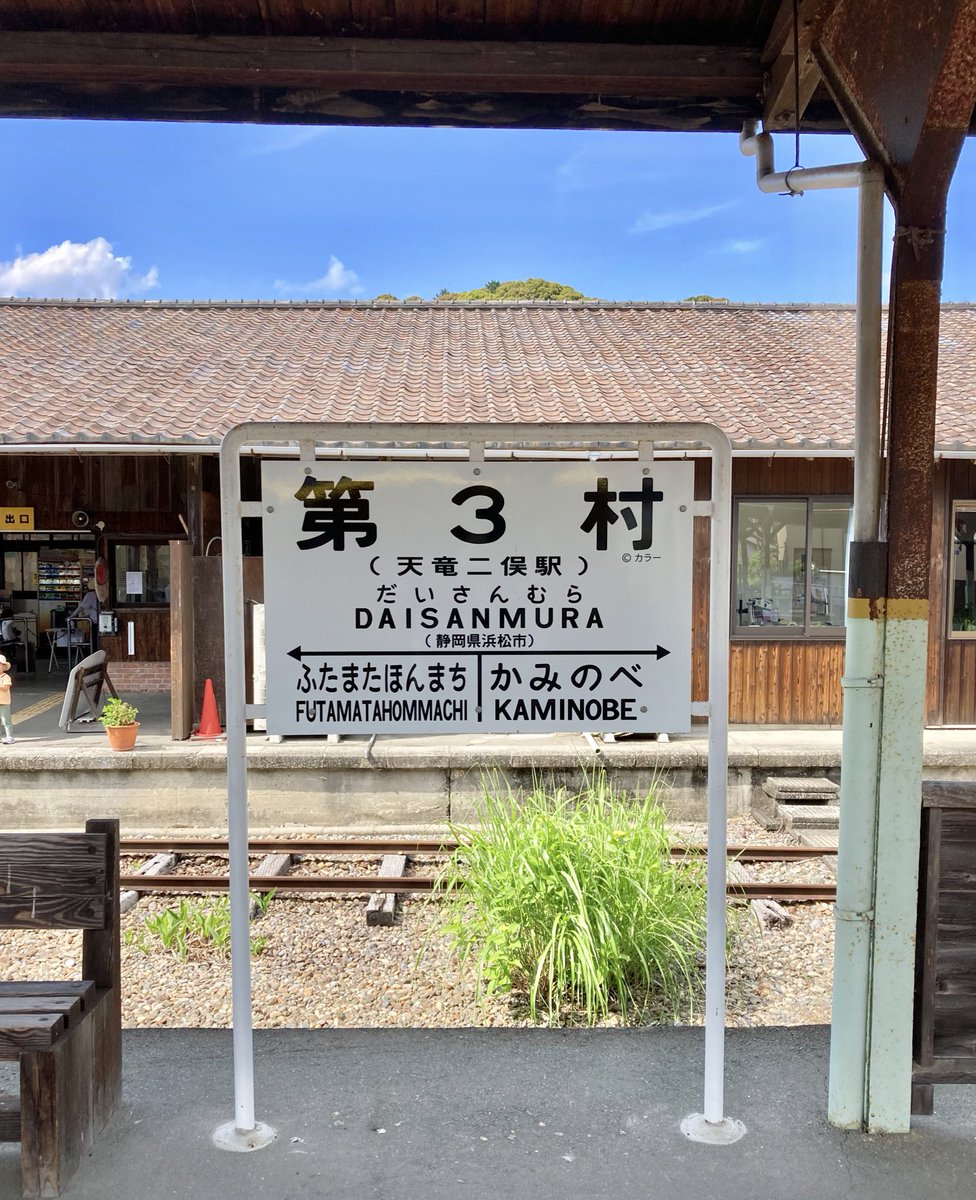 出口
第3村
© カラー
(天竜二俣駅)
だいさんむら
DAISANMURA
(静岡県浜松市)
ふたまたほんまち かみのべ
FUTAMATAHOMMACHI KAMINOBE